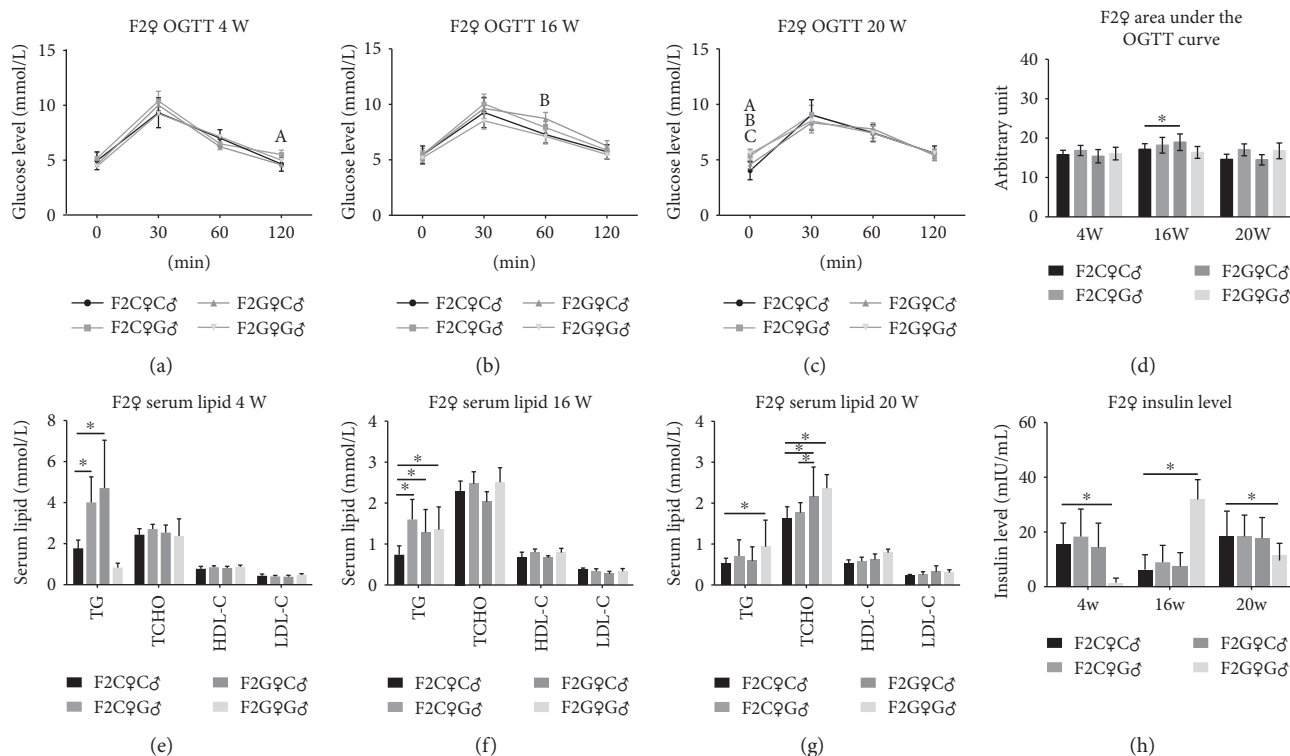 F2♀ OGTT 4 W
Glucose level (mmol/L)
15
10
5
0
0 30 60 120
(min)
A
F2C♀C♂ F2G♀C♂
F2C♀G♂ F2G♀G♂
(a)
F2♀ OGTT 16 W
Glucose level (mmol/L)
15
10
5
0
0 30 60 120
(min)
B
F2C♀C♂ F2G♀C♂
F2C♀G♂ F2G♀G♂
(b)
F2♀ OGTT 20 W
Glucose level (mmol/L)
15
10
5
0
0 30 60 120
(min)
A
B
C
F2C♀C♂ F2G♀C♂
F2C♀G♂ F2G♀G♂
(c)
F2♀ area under the
OGTT curve
Arbitrary unit
40
30
20
10
0
*
4W 16W 20W
F2C♀C♂ F2G♀C♂
F2C♀G♂ F2G♀G♂
(d)
F2♀ serum lipid 4 W
Serum lipid (mmol/L)
8
6
4
2
0
*
*
TG TCHO HDL-C LDL-C
F2C♀C♂ F2G♀C♂
F2C♀G♂ F2G♀G♂
(e)
F2♀ serum lipid 16 W
Serum lipid (mmol/L)
4
3
2
1
0
*
*
*
TG TCHO HDL-C LDL-C
F2C♀C♂ F2G♀C♂
F2C♀G♂ F2G♀G♂
(f)
F2♀ serum lipid 20 W
Serum lipid (mmol/L)
4
3
2
1
0
*
*
*
*
TG TCHO HDL-C LDL-C
F2C♀C♂ F2G♀C♂
F2C♀G♂ F2G♀G♂
(g)
F2♀ insulin level
Insulin level (mIU/mL)
60
40
20
0
* * *
4w 16w 20w
F2C♀C♂ F2G♀C♂
F2C♀G♂ F2G♀G♂
(h)